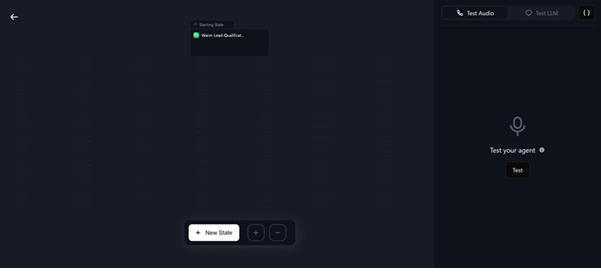 Starting State
Warm-Lead-Qualificat...
Test Audio
Test LLM
{ }
Test your agent
Test
+ New State